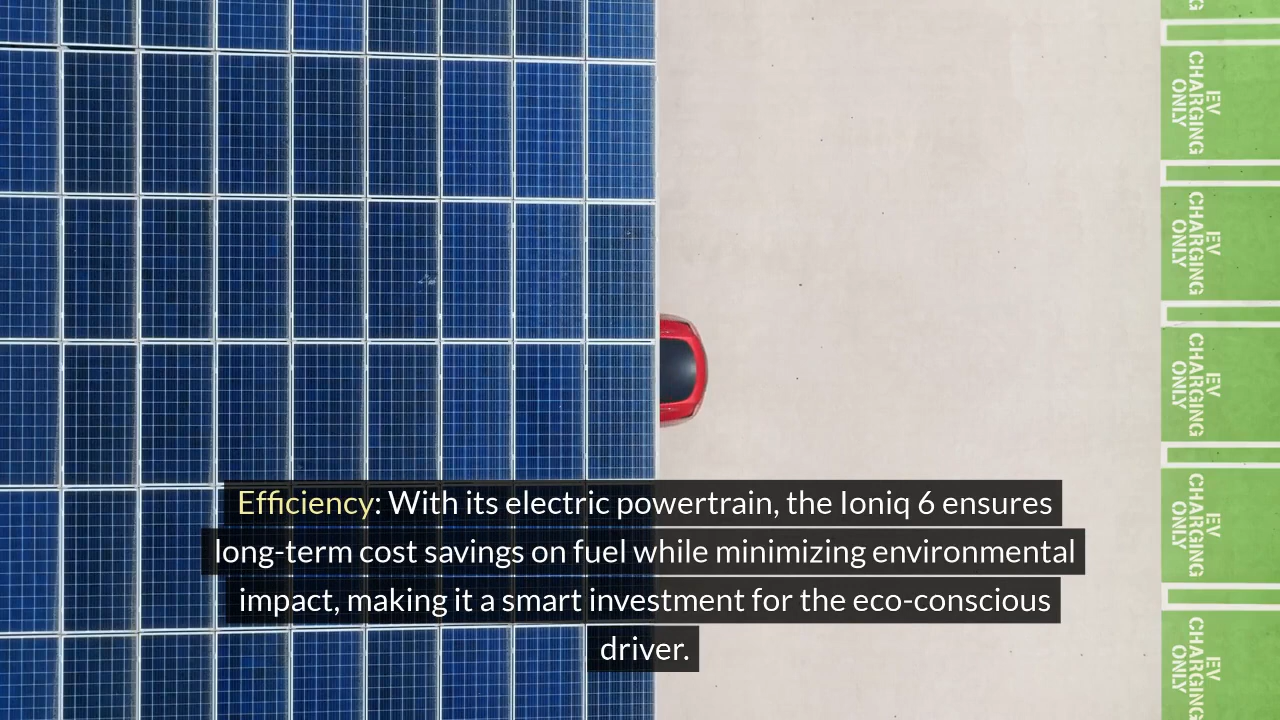 EV
CHARGING
ONLY
EV
CHARGING
ONLY
EV
CHARGING
ONLY
EV
CHARGING
ONLY
EV
CHARGING
ONLY
Efficiency: With its electric powertrain, the Ioniq 6 ensures
long-term cost savings on fuel while minimizing environmental
impact, making it a smart investment for the eco-conscious
driver.